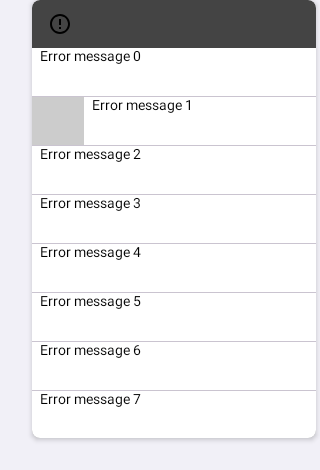 Error message 0
Error message 1
Error message 2
Error message 3
Error message 4
Error message 5
Error message 6
Error message 7